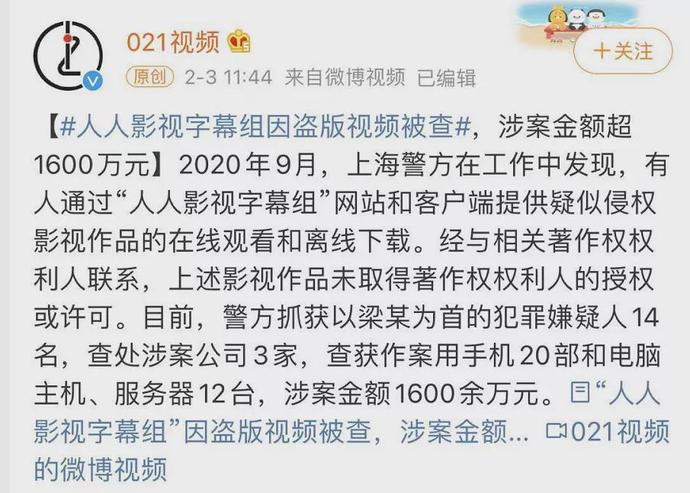 021视频
+关注
原创 2-3 11:44 来自微博视频 已编辑
【#人人影视字幕组因盗版视频被查#，涉案金额超
1600万元】2020年9月，上海警方在工作中发现，有
人通过“人人影视字幕组”网站和客户端提供疑似侵权
影视作品的在线观看和离线下载。经与相关著作权权
利人联系，上述影视作品未取得著作权权利人的授权
或许可。目前，警方抓获以梁某为首的犯罪嫌疑人14
名，查处涉案公司3家，查获作案用手机20部和电脑
主机、服务器12台，涉案金额1600余万元。“人人
影视字幕组”因盗版视频被查，涉案金额... 021视频
的微博视频